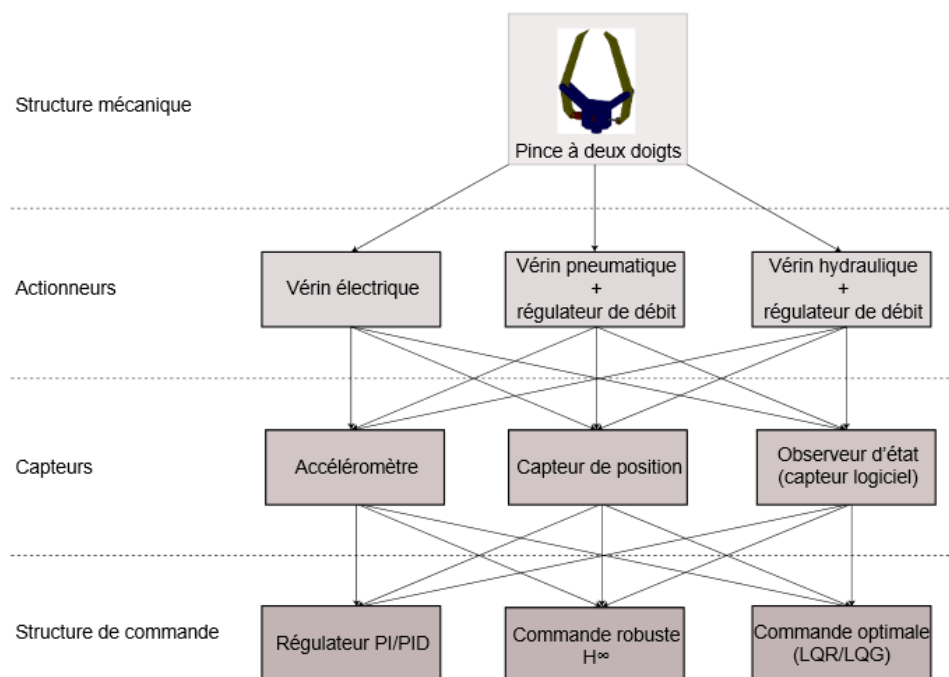 Structure mécanique
Pince à deux doigts
Actionneurs
Vérin électrique
Vérin pneumatique
+
régulateur de débit
Vérin hydraulique
+
régulateur de débit
Capteurs
Accéléromètre
Capteur de position
Observeur d'état
(capteur logiciel)
Structure de commande
Régulateur PI/PID
Commande robuste
H∞
Commande optimale
(LQR/LQG)